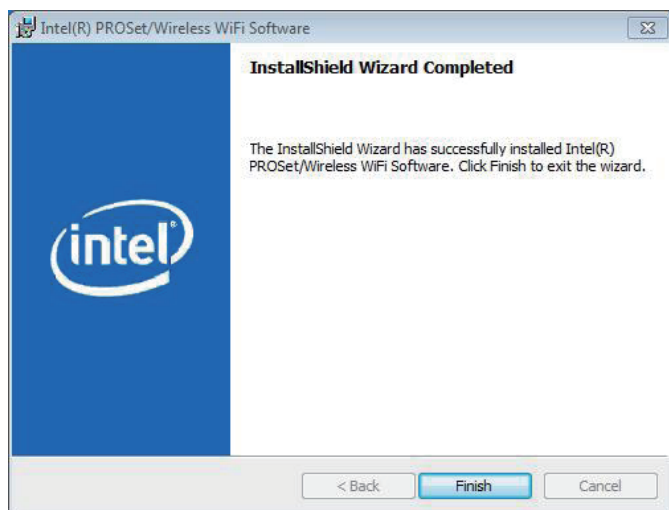 Intel(R) PROSet/Wireless WiFi Software
InstallShield Wizard Completed
The InstallShield Wizard has successfully installed Intel(R)
PROSet/Wireless WiFi Software. Click Finish to exit the wizard.
intel®
< Back
Finish
Cancel